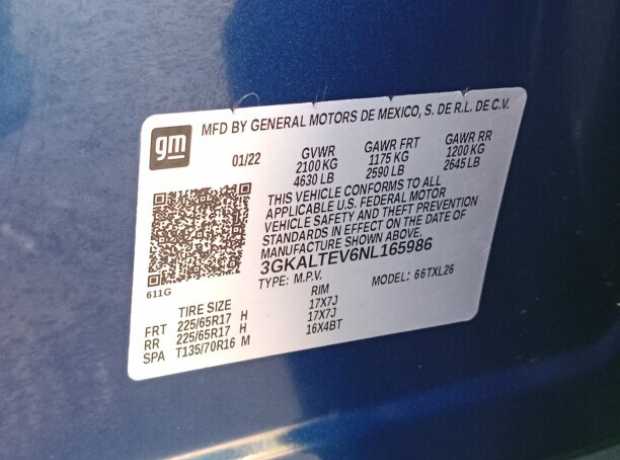 gm
MFD BY GENERAL MOTORS DE MEXICO, S. DE R.L. DE C.V.
01/22
GVWR GAWR FRT GAWR RR
2100 KG 1175 KG 1200 KG
4630 LB 2590 LB 2645 LB
THIS VEHICLE CONFORMS TO ALL
APPLICABLE U.S. FEDERAL MOTOR
VEHICLE SAFETY AND THEFT PREVENTION
STANDARDS IN EFFECT ON THE DATE OF
MANUFACTURE SHOWN ABOVE.
3GKALTEV6NL165986
TYPE: M.P.V. MODEL: 66TXL26
611G
TIRE SIZE RIM
FRT 225/65R17 H 17X7J
RR 225/65R17 H 17X7J
SPA T135/70R16 M 16X4BT